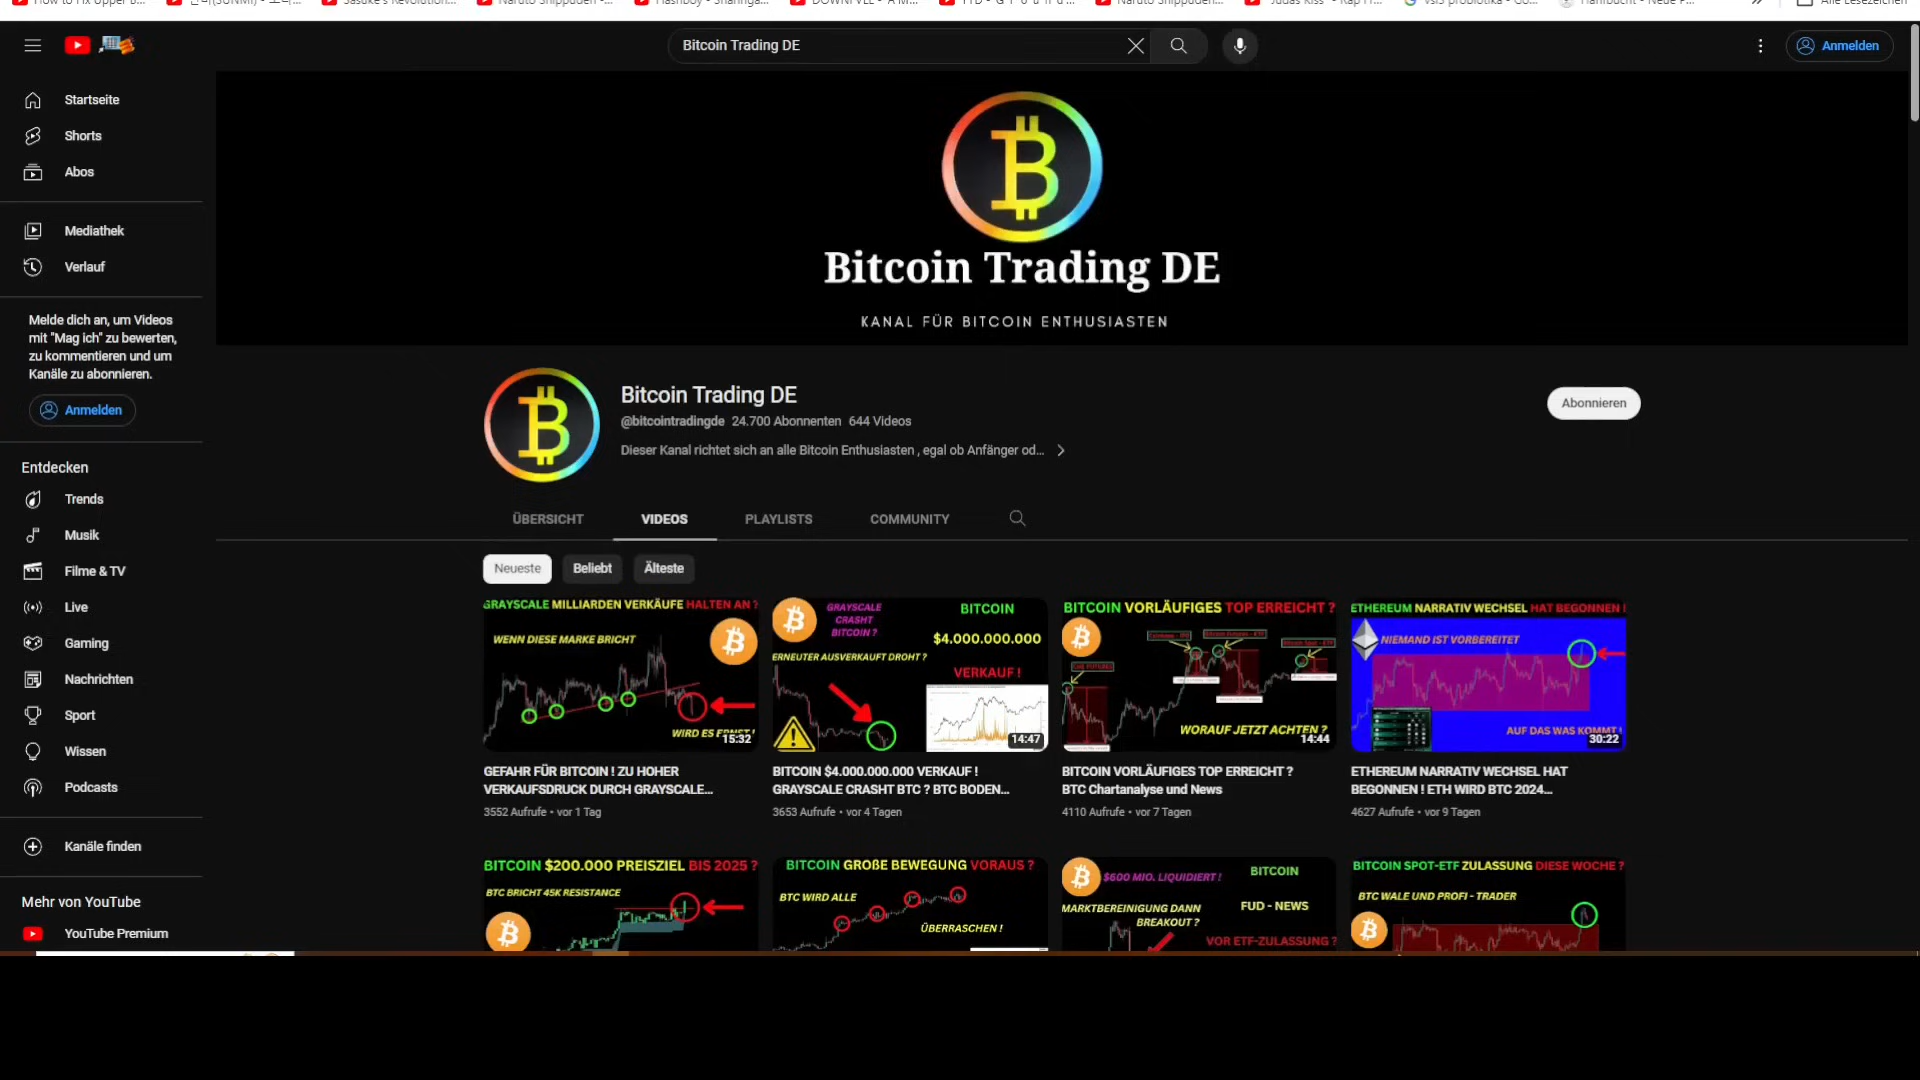 Bitcoin Trading DE
Anmelden
Startseite
Shorts
Abos
Mediathek
Verlauf
Melde dich an, um Videos
mit "Mag ich" zu bewerten,
zu kommentieren und um
Kanäle zu abonnieren.
Anmelden
Entdecken
Trends
Musik
Filme & TV
Live
Gaming
Nachrichten
Sport
Wissen
Podcasts
Kanäle finden
Mehr von YouTube
YouTube Premium
Bitcoin Trading DE
KANAL FÜR BITCOIN ENTHUSIASTEN
Bitcoin Trading DE
@bitcointradingde 24.700 Abonnenten 644 Videos
Dieser Kanal richtet sich an alle Bitcoin Enthusiasten , egal ob Anfänger od...
Abonnieren
ÜBERSICHT VIDEOS PLAYLISTS COMMUNITY
Neueste Beliebt Älteste
GRAYSCALE MILLIARDEN VERKÄUFE HALTEN AN ?
WENN DIESE MARKE BRICHT
WIRD ES ERNST !
15:32
GEFAHR FÜR BITCOIN ! ZU HOHER
VERKAUFSDRUCK DURCH GRAYSCALE...
3552 Aufrufe • vor 1 Tag
GRAYSCALE
CRASHT
BITCOIN ?
BITCOIN
$4.000.000.000
ERNEUTER AUSVERKAUFT DROHT ?
VERKAUF !
14:47
BITCOIN $4.000.000.000 VERKAUF !
GRAYSCALE CRASHT BTC ? BTC BODEN...
3653 Aufrufe • vor 4 Tagen
BITCOIN VORLÄUFIGES TOP ERREICHT ?
WORAUF JETZT ACHTEN ?
14:44
BITCOIN VORLÄUFIGES TOP ERREICHT ?
BTC Chartanalyse und News
4110 Aufrufe • vor 7 Tagen
ETHEREUM NARRATIV WECHSEL HAT BEGONNEN !
NIEMAND IST VORBEREITET
AUF DAS WAS KOMMT !
30:22
ETHEREUM NARRATIV WECHSEL HAT
BEGONNEN ! ETH WIRD BTC 2024...
4627 Aufrufe • vor 9 Tagen
BITCOIN $200.000 PREISZIEL BIS 2025 ?
BTC BRICHT 45K RESISTANCE
BITCOIN GROßE BEWEGUNG VORAUS ?
BTC WIRD ALLE
ÜBERRASCHEN !
$600 MIO. LIQUIDIERT !
BITCOIN
MARKTBEREINIGUNG DANN
BREAKOUT ?
FUD - NEWS
VOR ETF-ZULASSUNG ?
BITCOIN SPOT-ETF ZULASSUNG DIESE WOCHE ?
BTC WALE UND PROFI - TRADER